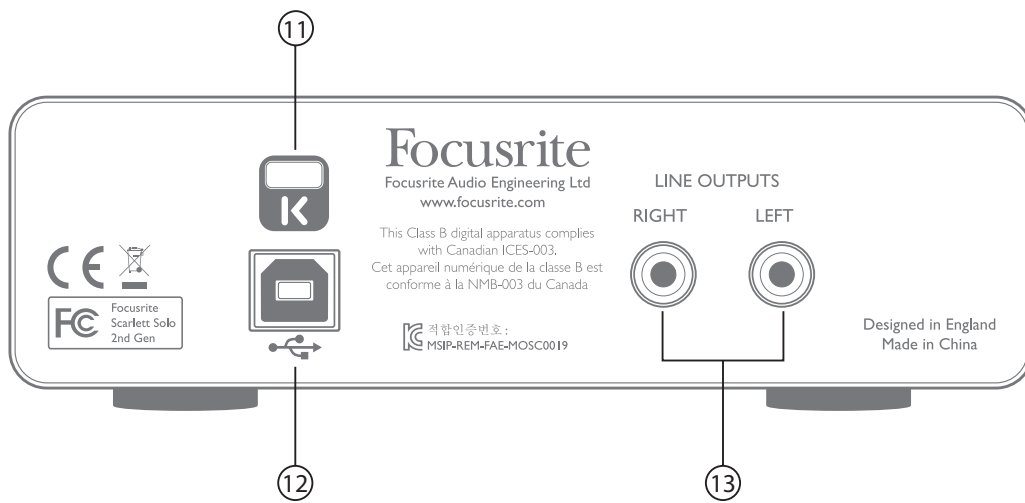 11
K
Focusrite
Focusrite Audio Engineering Ltd
www.focusrite.com
This Class B digital apparatus complies
with Canadian ICES-003.
Cet appareil numérique de la classe B est
conforme à la NMB-003 du Canada
적합인증번호 :
MSIP-REM-FAE-MOSC0019
LINE OUTPUTS
RIGHT LEFT
CE
FC
Focusrite
Scarlett Solo
2nd Gen
Designed in England
Made in China
12
13